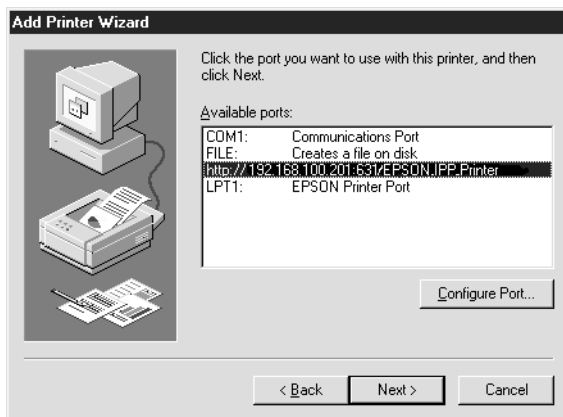 Add Printer Wizard
Click the port you want to use with this printer, and then
click Next.
Available ports:
COM1: Communications Port
FILE: Creates a file on disk
http://192.168.100.201:631/EPSON_IPP_Printer
LPT1: EPSON Printer Port
Configure Port...
< Back
Next >
Cancel